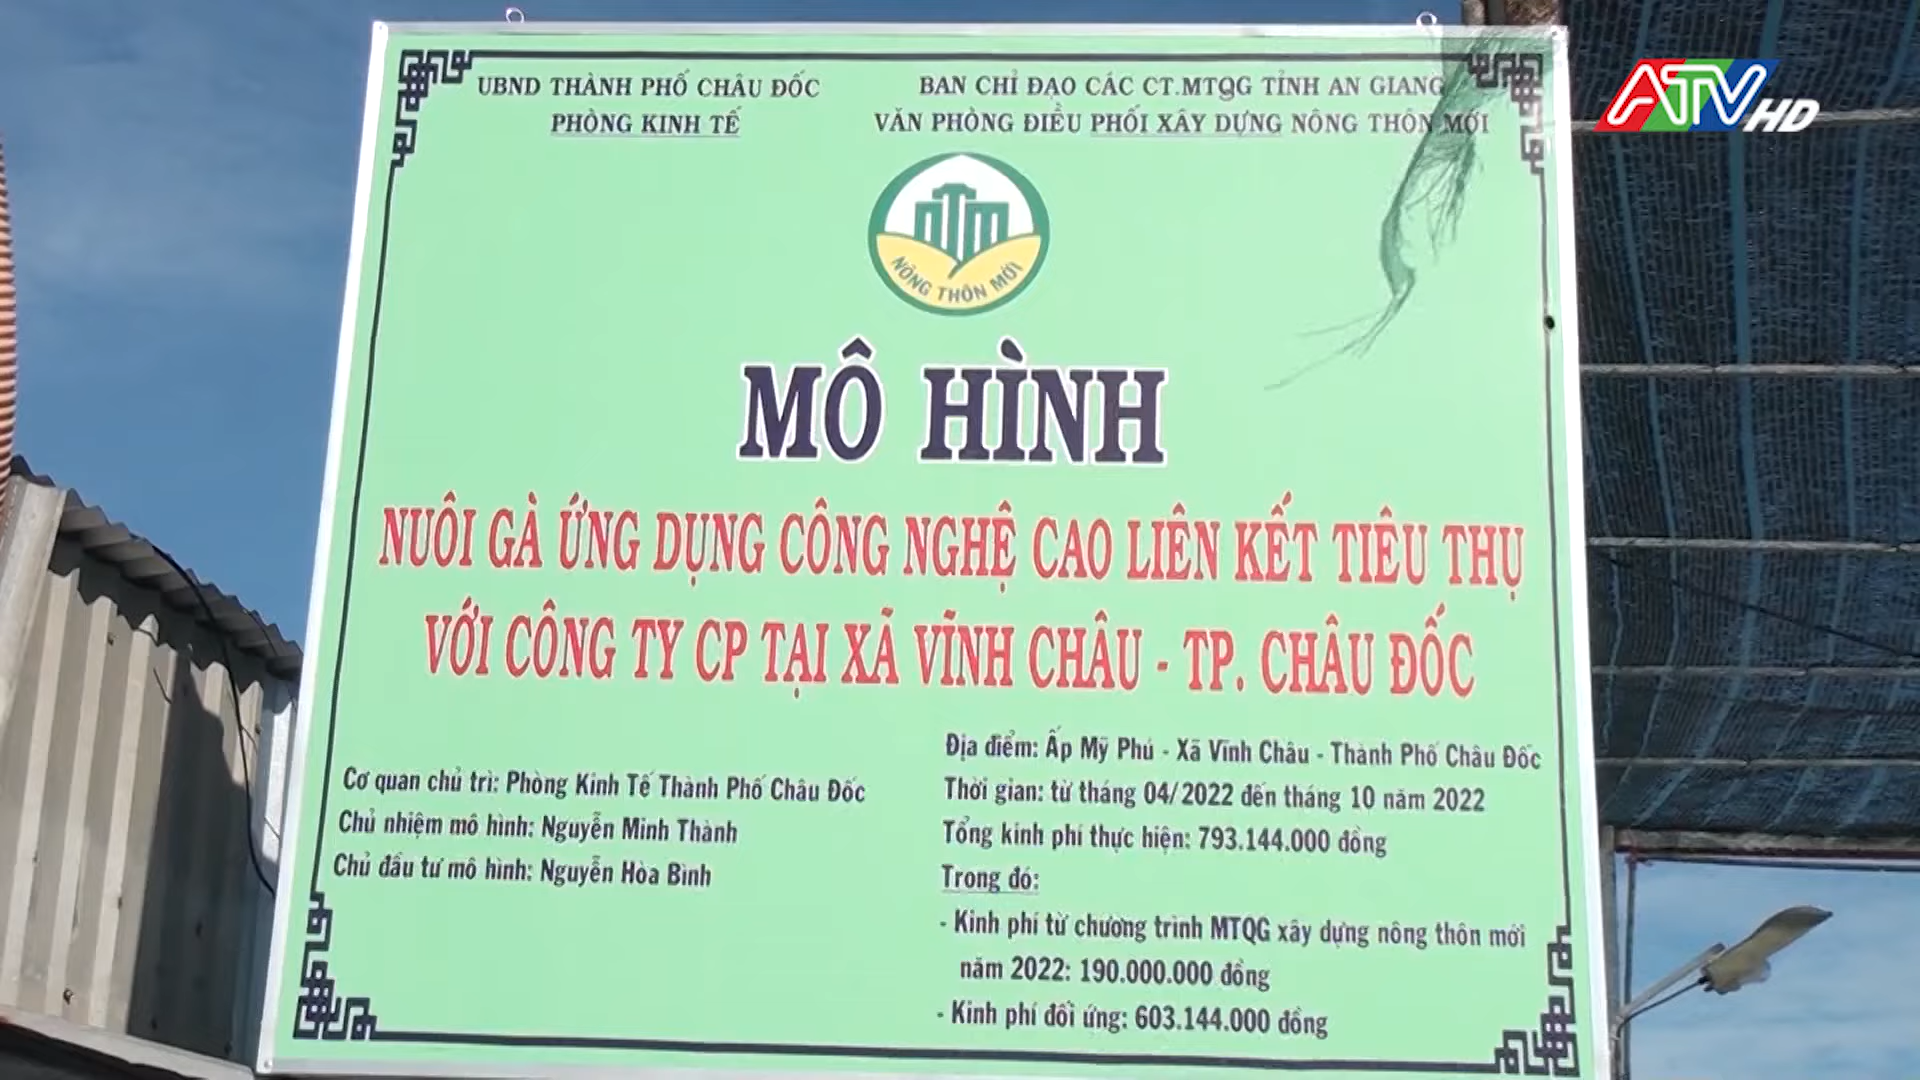 UBND THÀNH PHỐ CHÂU ĐỐC
PHÒNG KINH TẾ
BAN CHỈ ĐẠO CÁC CT.MTQG TỈNH AN GIANG
VĂN PHÒNG ĐIỀU PHỐI XÂY DỰNG NÔNG THÔN MỚI
ATV HD
NTM
NÔNG THÔN MỚI
MÔ HÌNH
NUÔI GÀ ỨNG DỤNG CÔNG NGHỆ CAO LIÊN KẾT TIÊU THỤ
VỚI CÔNG TY CP TẠI XÃ VĨNH CHÂU - TP. CHÂU ĐỐC
Cơ quan chủ trì: Phòng Kinh Tế Thành Phố Châu Đốc
Chủ nhiệm mô hình: Nguyễn Minh Thành
Chủ đầu tư mô hình: Nguyễn Hòa Bình
Địa điểm: Ấp Mỹ Phú - Xã Vĩnh Châu - Thành Phố Châu Đốc
Thời gian: từ tháng 04/2022 đến tháng 10 năm 2022
Tổng kinh phí thực hiện: 793.144.000 đồng
Trong đó:
- Kinh phí từ chương trình MTQG xây dựng nông thôn mới
năm 2022: 190.000.000 đồng
- Kinh phí đối ứng: 603.144.000 đồng